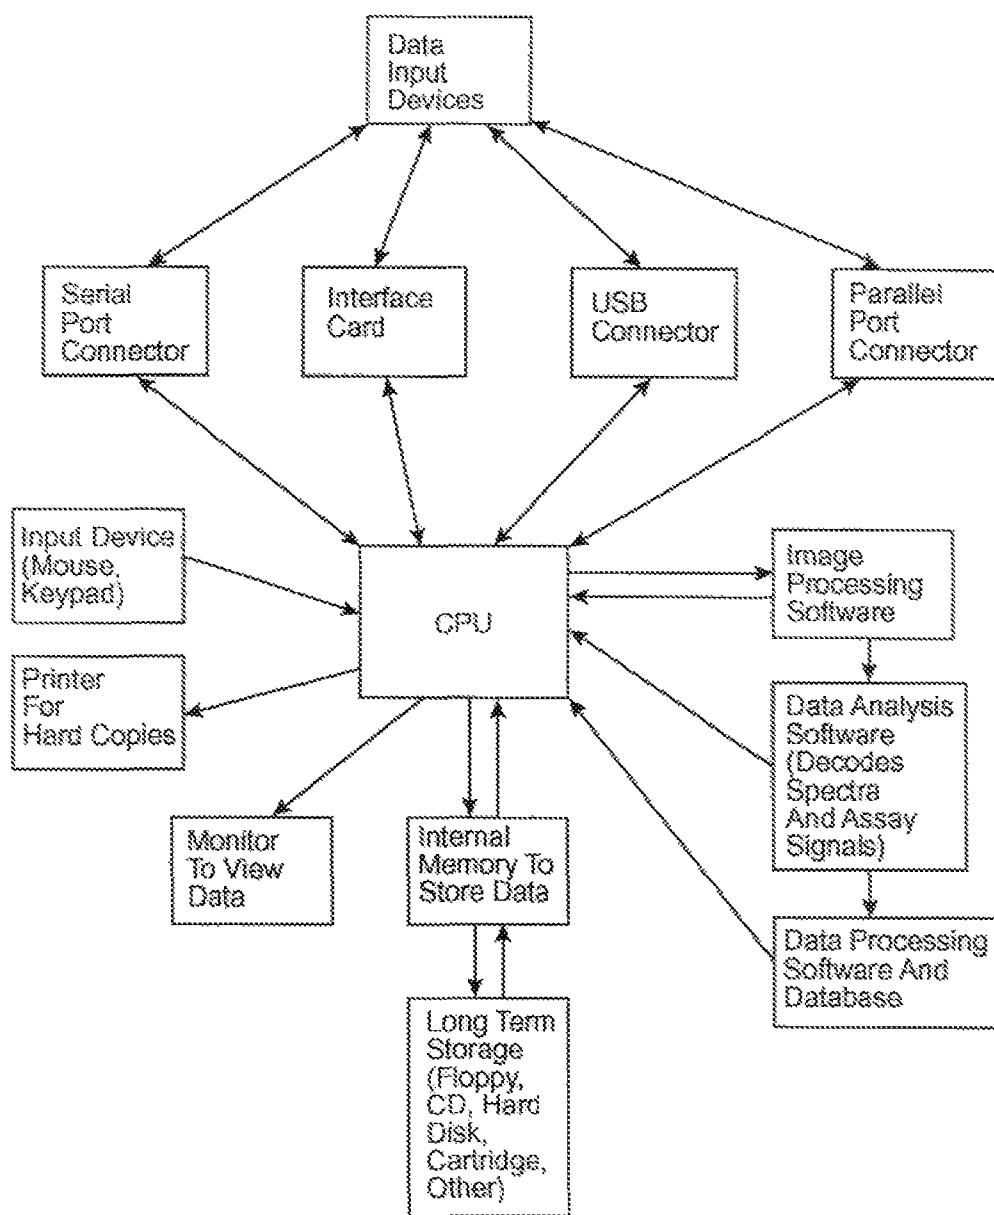 Data
Input
Devices
Serial
Port
Connector
Interface
Card
USB
Connector
Parallel
Port
Connector
Input Device
(Mouse,
Keypad)
CPU
Image
Processing
Software
Printer
For
Hard Copies
Data Analysis
Software
(Decodes
Spectra
And Assay
Signals)
Monitor
To View
Data
Internal
Memory To
Store Data
Data Processing
Software And
Database
Long Term
Storage
(Floppy,
CD, Hard
Disk,
Cartridge,
Other)